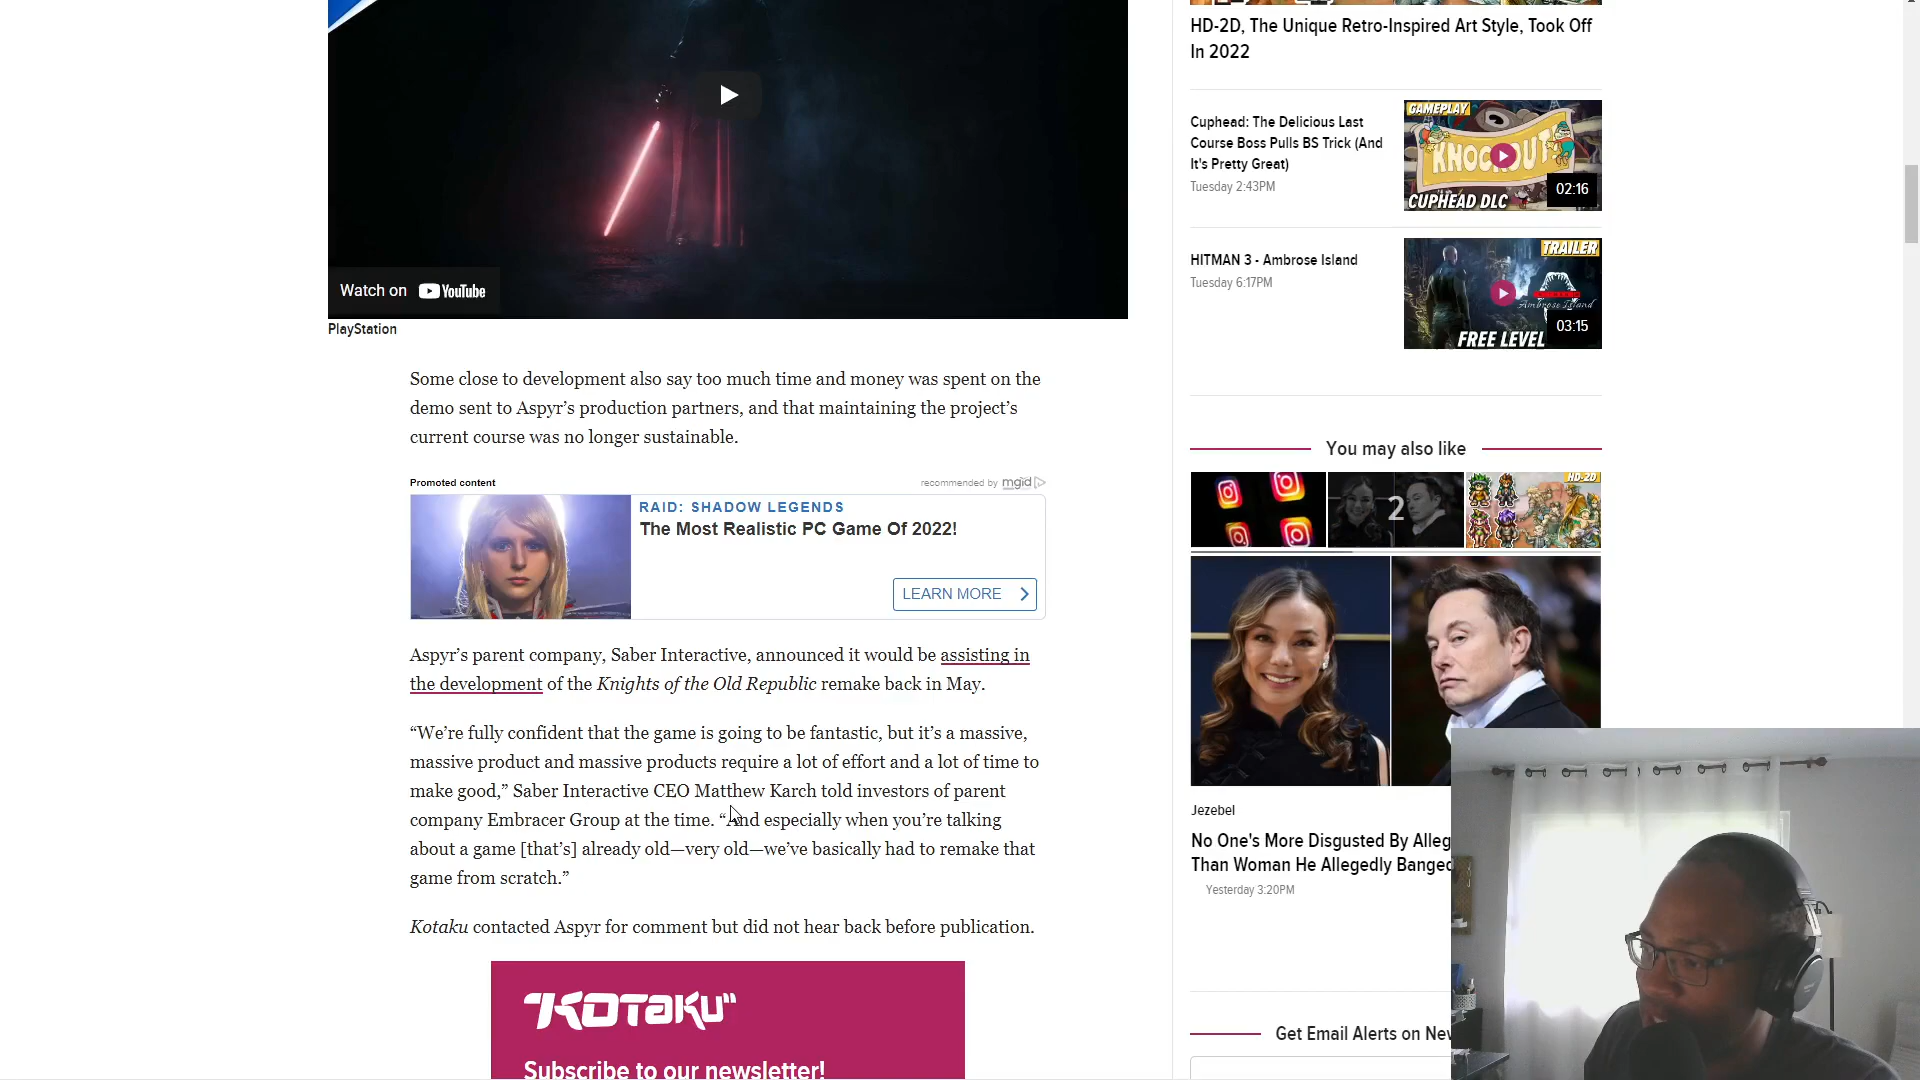 Watch on YouTube
PlayStation
Some close to development also say too much time and money was spent on the
demo sent to Aspyr’s production partners, and that maintaining the project’s
current course was no longer sustainable.
Promoted content
recommended by mgid
RAID: SHADOW LEGENDS
The Most Realistic PC Game Of 2022!
LEARN MORE
Aspyr’s parent company, Saber Interactive, announced it would be assisting in
the development of the Knights of the Old Republic remake back in May.
“We’re fully confident that the game is going to be fantastic, but it’s a massive,
massive product and massive products require a lot of effort and a lot of time to
make good,” Saber Interactive CEO Matthew Karch told investors of parent
company Embracer Group at the time. “And especially when you’re talking
about a game [that’s] already old—very old—we’ve basically had to remake that
game from scratch.”
Kotaku contacted Aspyr for comment but did not hear back before publication.
"KOTAKU"
Subscribe to our newsletter!
HD-2D, The Unique Retro-Inspired Art Style, Took Off
In 2022
Cuphead: The Delicious Last
Course Boss Pulls BS Trick (And
It's Pretty Great)
Tuesday 2:43PM
GAMEPLAY
KNOCKOUT!
02:16
CUPHEAD DLC
HITMAN 3 - Ambrose Island
Tuesday 6:17PM
TRAILER
Ambrose Island
03:15
FREE LEVEL
You may also like
2
HD-2D
Jezebel
No One's More Disgusted By Alleg
Than Woman He Allegedly Banged
Yesterday 3:20PM
Get Email Alerts on New